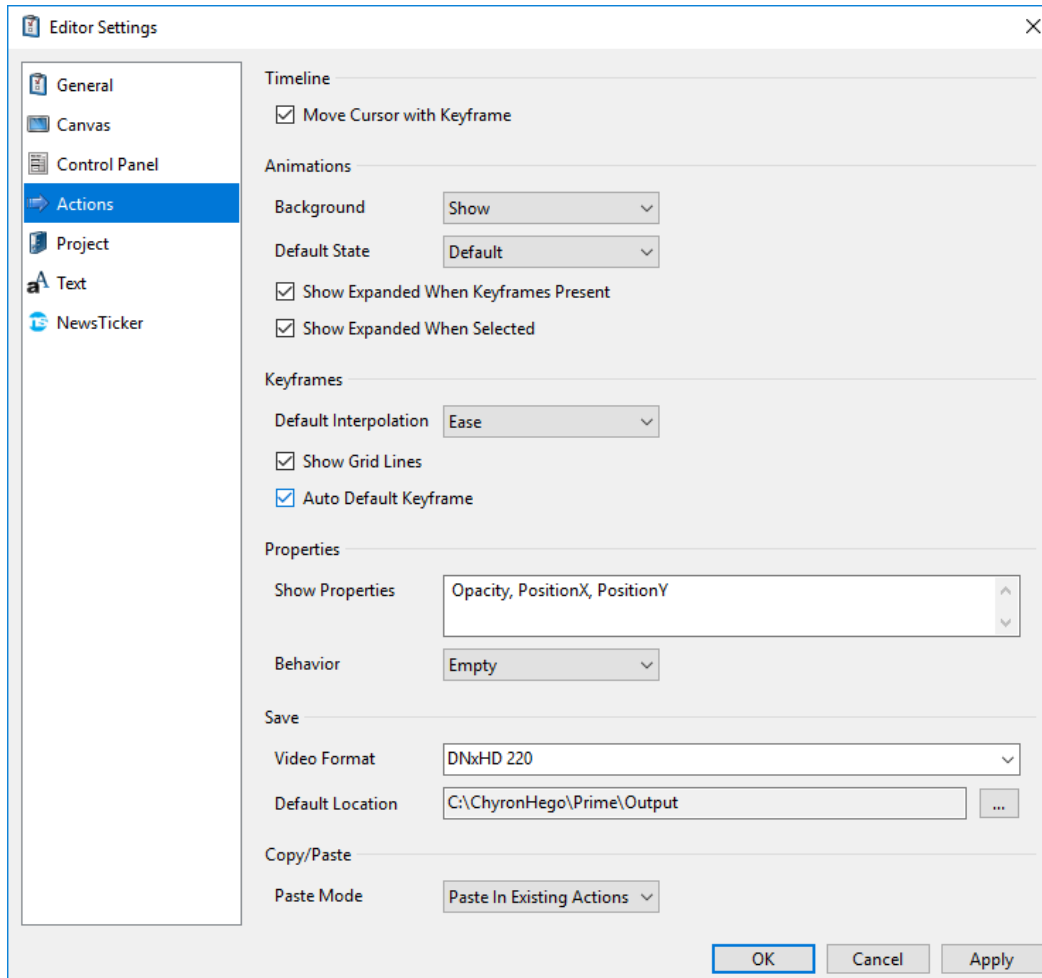 Editor Settings
General
Canvas
Control Panel
Actions
Project
Text
NewsTicker
Timeline
Move Cursor with Keyframe
Animations
Background Show
Default State Default
Show Expanded When Keyframes Present
Show Expanded When Selected
Keyframes
Default Interpolation Ease
Show Grid Lines
Auto Default Keyframe
Properties
Show Properties Opacity, PositionX, PositionY
Behavior Empty
Save
Video Format DNxHD 220
Default Location C:\ChyronHego\Prime\Output ...
Copy/Paste
Paste Mode Paste In Existing Actions
OK Cancel Apply